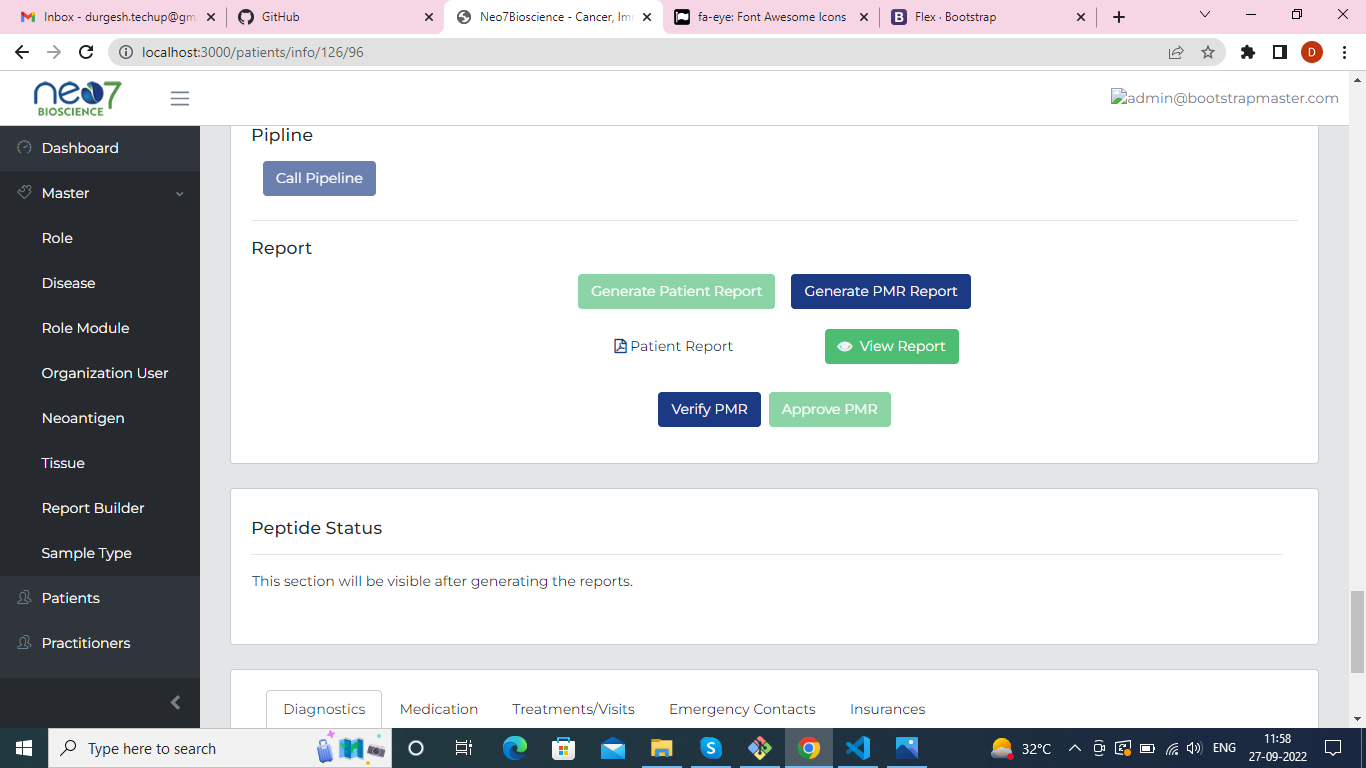 Inbox - durgesh.techup@gm
GitHub
Neo7Bioscience - Cancer, Im
fa-eye: Font Awesome Icons
Flex · Bootstrap
localhost:3000/patients/info/126/96
D
neo7
BIOSCIENCE
admin@bootstrapmaster.com
Dashboard
Master
Role
Disease
Role Module
Organization User
Neoantigen
Tissue
Report Builder
Sample Type
Patients
Practitioners
Pipline
Call Pipeline
Report
Generate Patient Report
Generate PMR Report
Patient Report
View Report
Verify PMR
Approve PMR
Peptide Status
This section will be visible after generating the reports.
Diagnostics
Medication
Treatments/Visits
Emergency Contacts
Insurances
Type here to search
32°C
ENG
11:58
27-09-2022